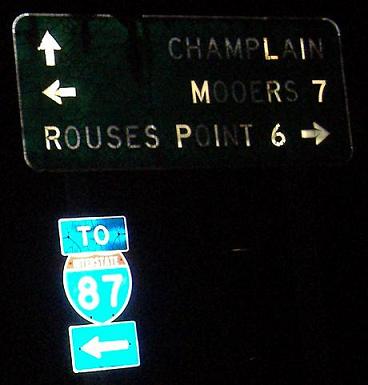 CHAMPLAIN
MOOERS 7
ROUSES POINT 6
TO
INTERSTATE
87